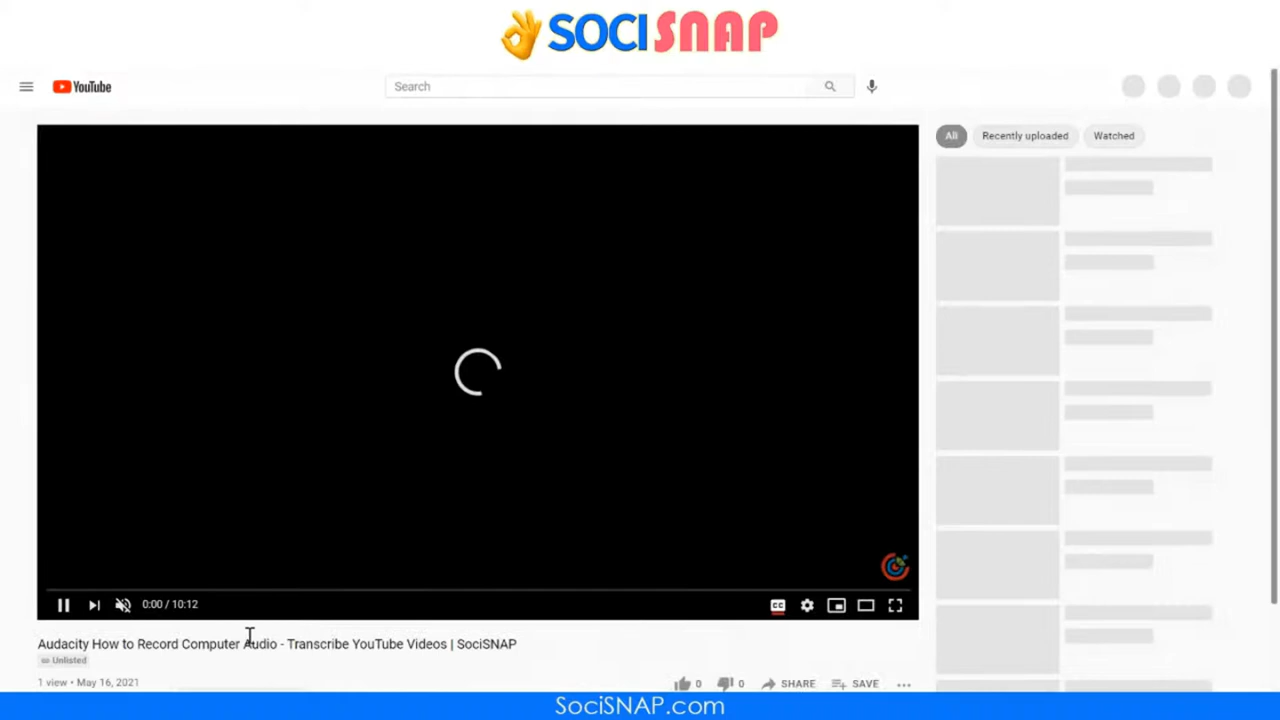 SOCISNAP
YouTube
Search
All
Recently uploaded
Watched
CC
0:00 / 10:12
Audacity How to Record Computer Audio - Transcribe YouTube Videos | SociSNAP
Unlisted
1 view • May 16, 2021
0
0
SHARE
SAVE
SociSNAP.com